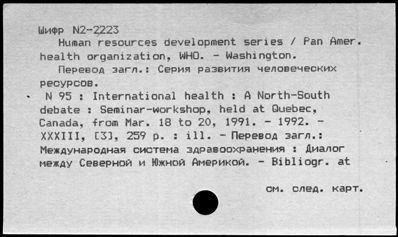 Шифр N2-2223
Human resources development series / Pan Amer.
health organization, WHO. - Washington.
Перевод загл.: Серия развития человеческих
ресурсов.
N 95 : International health : A North-South
debate : Seminar-workshop, held at Quebec,
Canada, from Mar. 18 to 20, 1991. - 1992. -
XXXIII, [3], 259 p. : ill. - Перевод загл.:
Международная система здравоохранения : Диалог
между Северной и Южной Америкой. - Bibliogr. at
см. след. карт.